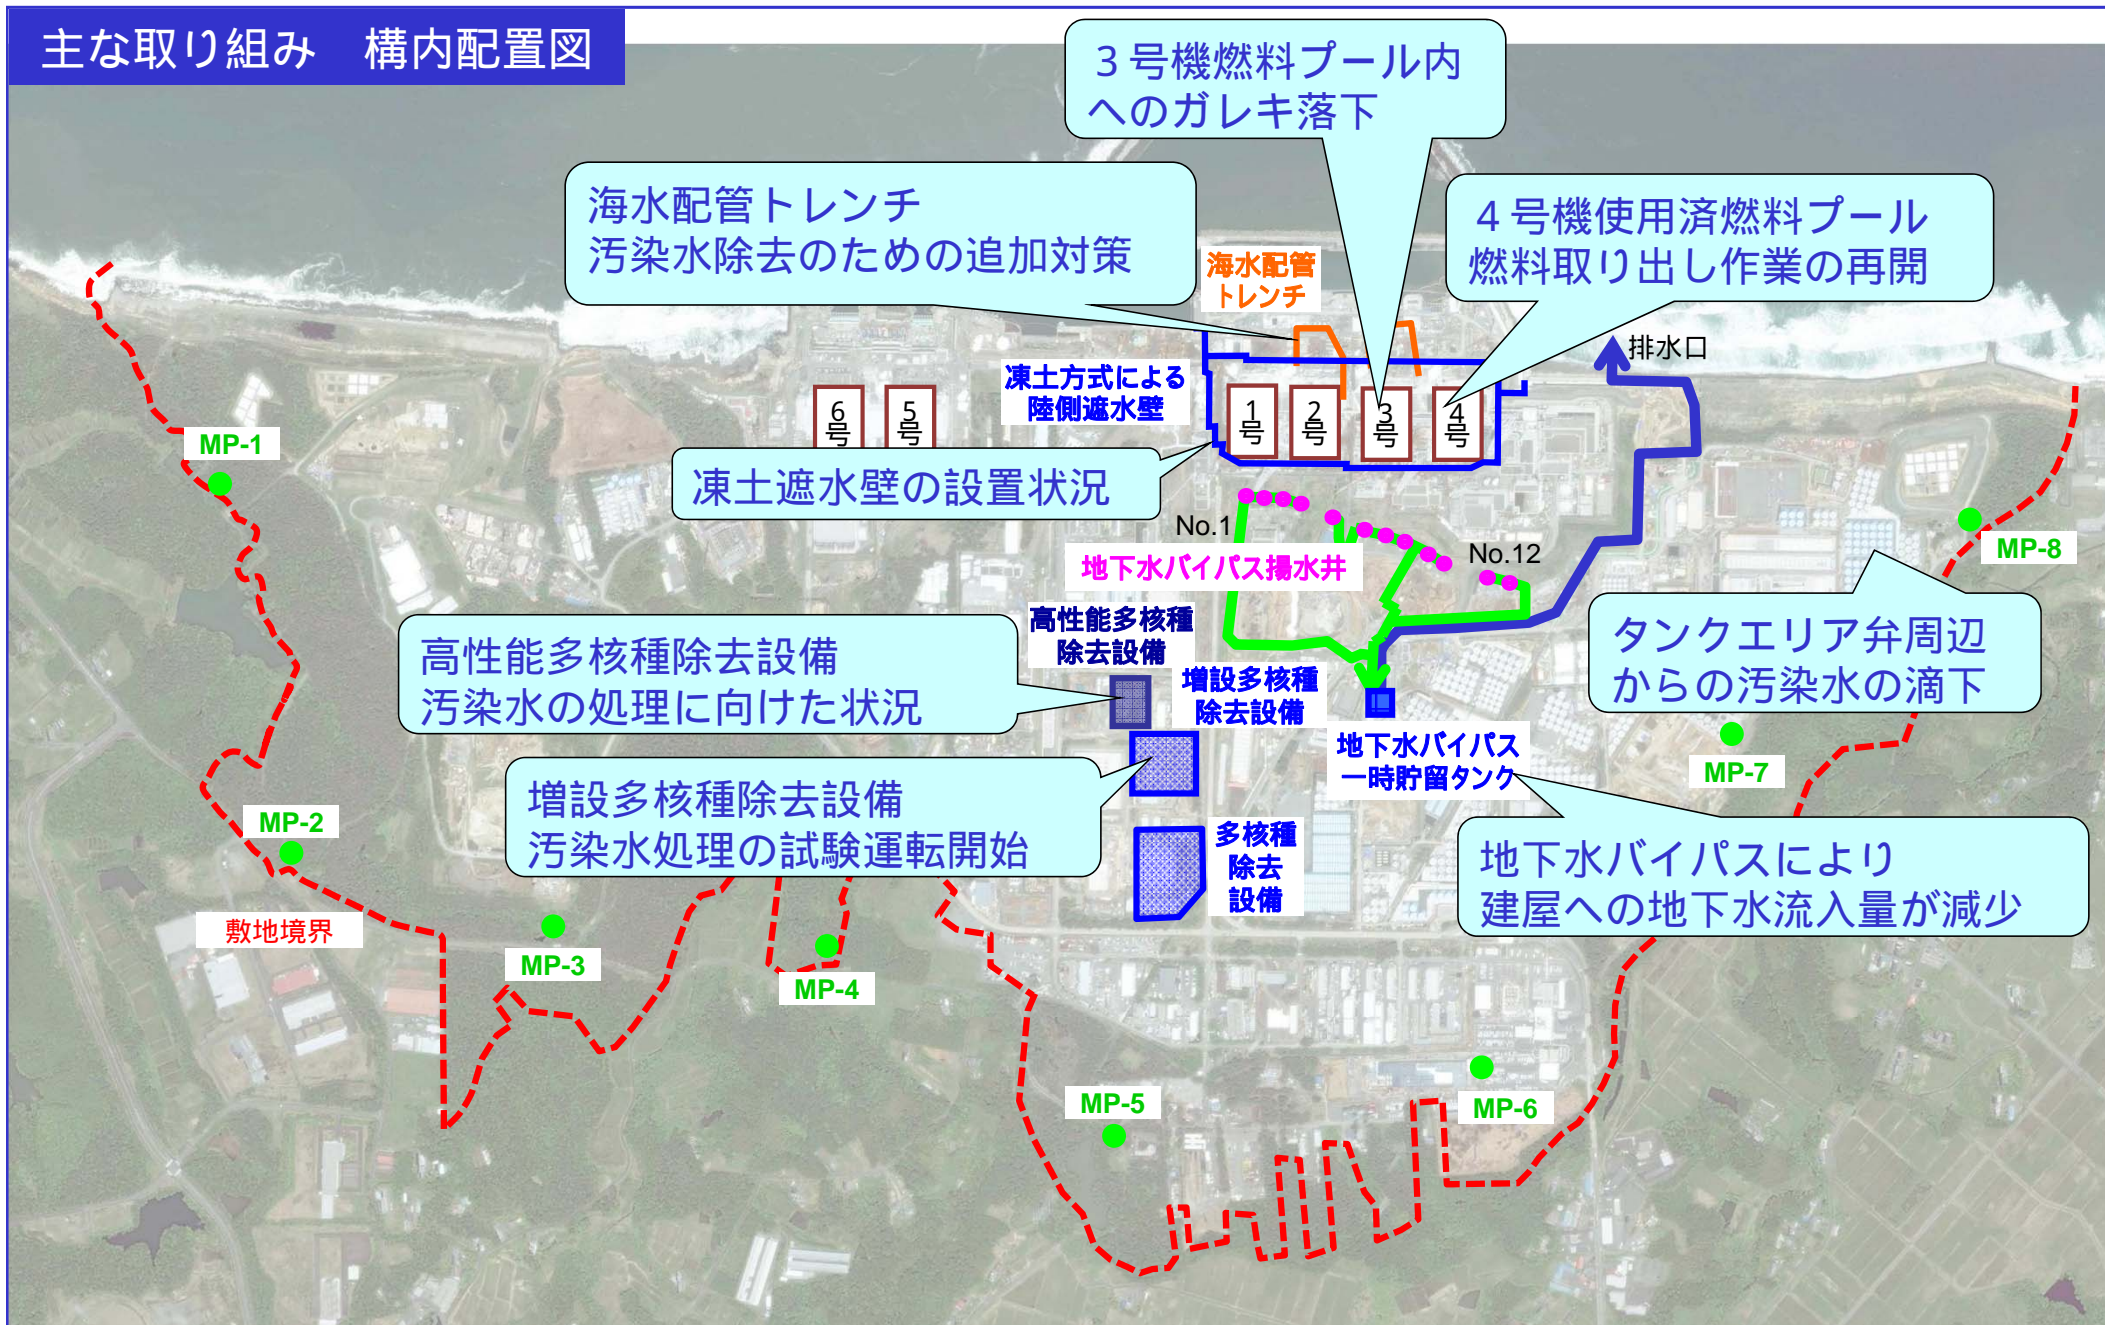 主な取り組み　構内配置図
３号機燃料プール内
へのガレキ落下
海水配管トレンチ
汚染水除去のための追加対策
４号機使用済燃料プール
燃料取り出し作業の再開
海水配管
トレンチ
排水口
凍土方式による
陸側遮水壁
6号
5号
1号
2号
3号
4号
MP-1
凍土遮水壁の設置状況
No.1
No.12
MP-8
地下水バイパス揚水井
高性能多核種
除去設備
タンクエリア弁周辺
からの汚染水の滴下
高性能多核種除去設備
汚染水の処理に向けた状況
増設多核種
除去設備
地下水バイパス
一時貯留タンク
MP-7
増設多核種除去設備
汚染水処理の試験運転開始
MP-2
多核種
除去
設備
地下水バイパスにより
建屋への地下水流入量が減少
敷地境界
MP-3
MP-4
MP-5
MP-6